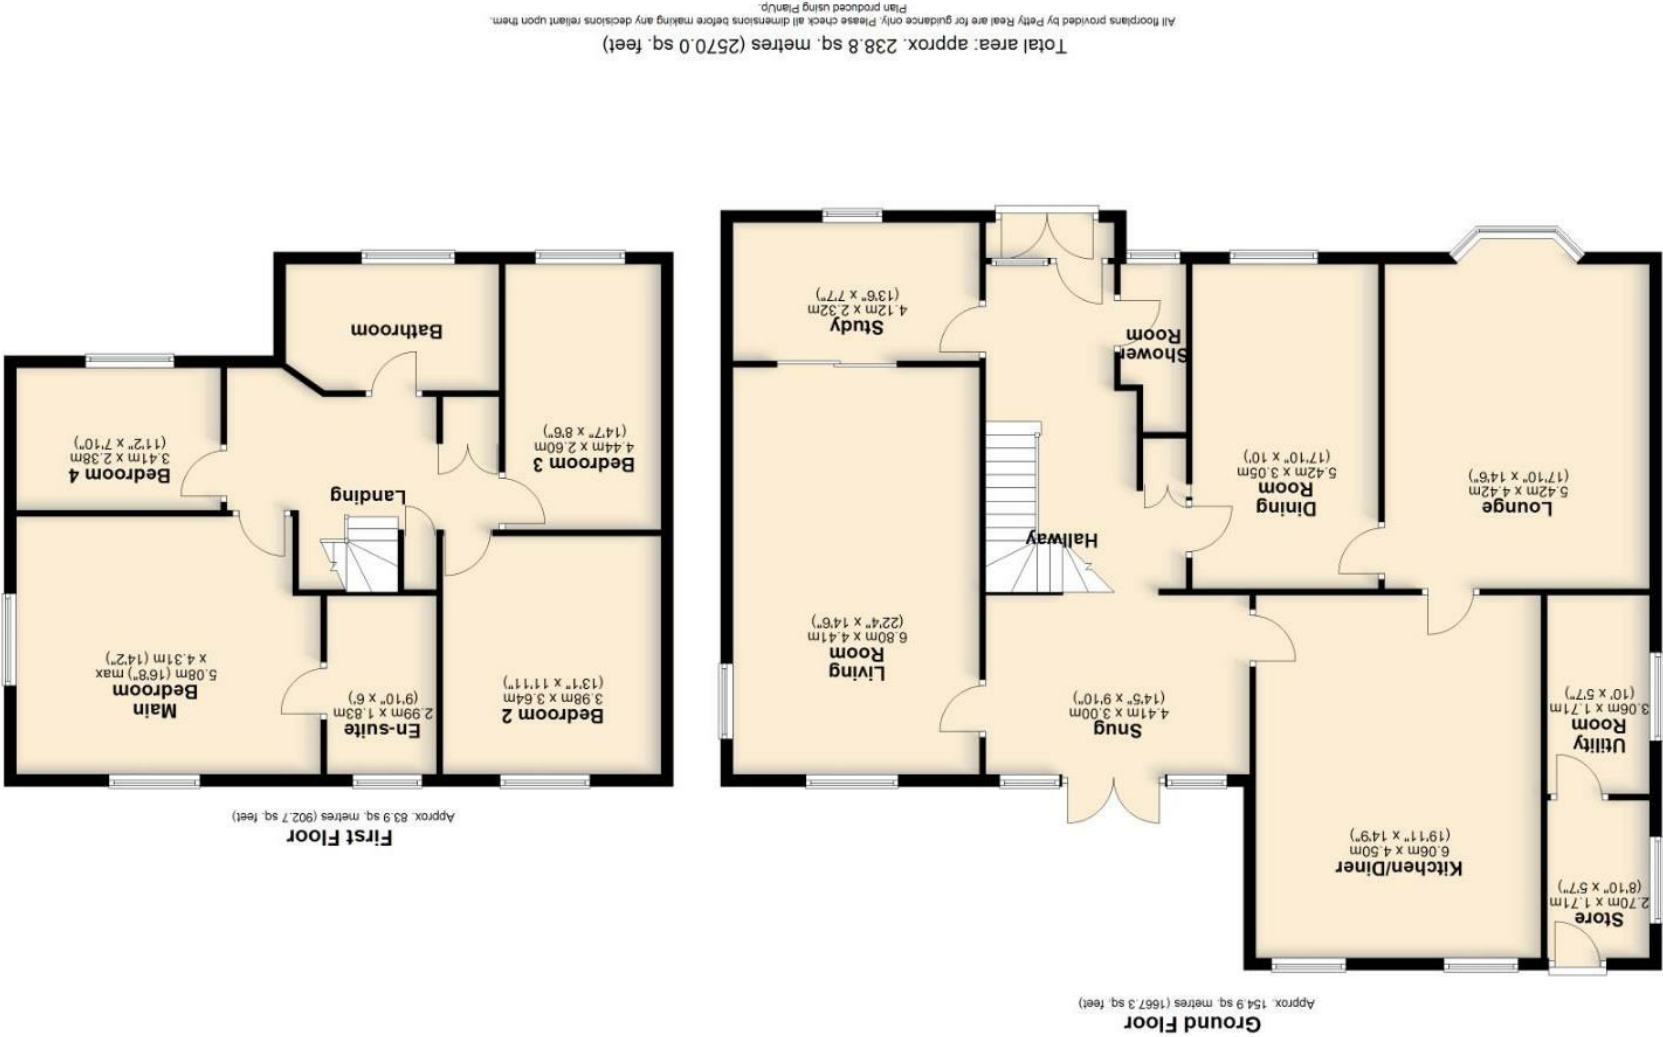 Ground Floor
Approx. 154.9 sq. metres (1667.3 sq. feet)
Store
2.70m x 1.71m
(8'10" x 5'7")
Kitchen/Diner
6.06m x 4.50m
(19'11" x 14'9")
Utility
Room
3.06m x 1.71m
(10' x 5'7")
Snug
4.41m x 3.00m
(14'5" x 9'10")
Living
Room
6.80m x 4.41m
(22'4" x 14'6")
Hallway
Lounge
5.42m x 4.42m
(17'10" x 14'6")
Dining
Room
5.42m x 3.05m
(17'10" x 10')
Shower
Room
Study
4.12m x 2.32m
(13'6" x 7'7")
First Floor
Approx. 83.9 sq. metres (902.7 sq. feet)
Bedroom 2
3.98m x 3.64m
(13'1" x 11'11")
En-suite
2.99m x 1.83m
(9'10" x 6')
Main
Bedroom
5.08m (16'8") max
x 4.31m (14'2")
Landing
Bedroom 3
4.44m x 2.60m
(14'7" x 8'6")
Bedroom 4
3.41m x 2.38m
(11'2" x 7'10")
Bathroom
Total area: approx. 238.8 sq. metres (2570.0 sq. feet)
All floorplans provided by Petty Real are for guidance only. Please check all dimensions before making any decisions reliant upon them.
Plan produced using PlanUp.